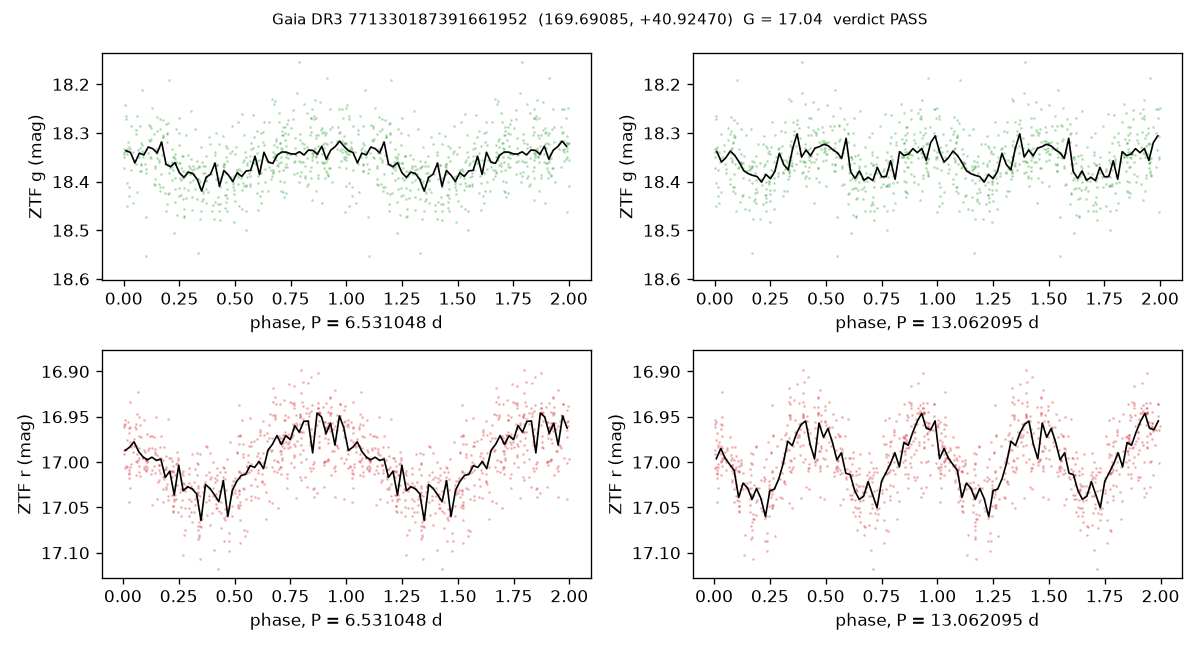 Gaia DR3 771330187391661952 (169.69085, +40.92470) G = 17.04 verdict PASS
ZTF g (mag)
18.2
18.3
18.4
18.5
18.6
0.00 0.25 0.50 0.75 1.00 1.25 1.50 1.75 2.00
phase, P = 6.531048 d
ZTF g (mag)
18.2
18.3
18.4
18.5
18.6
0.00 0.25 0.50 0.75 1.00 1.25 1.50 1.75 2.00
phase, P = 13.062095 d
ZTF r (mag)
16.90
16.95
17.00
17.05
17.10
0.00 0.25 0.50 0.75 1.00 1.25 1.50 1.75 2.00
phase, P = 6.531048 d
ZTF r (mag)
16.90
16.95
17.00
17.05
17.10
0.00 0.25 0.50 0.75 1.00 1.25 1.50 1.75 2.00
phase, P = 13.062095 d